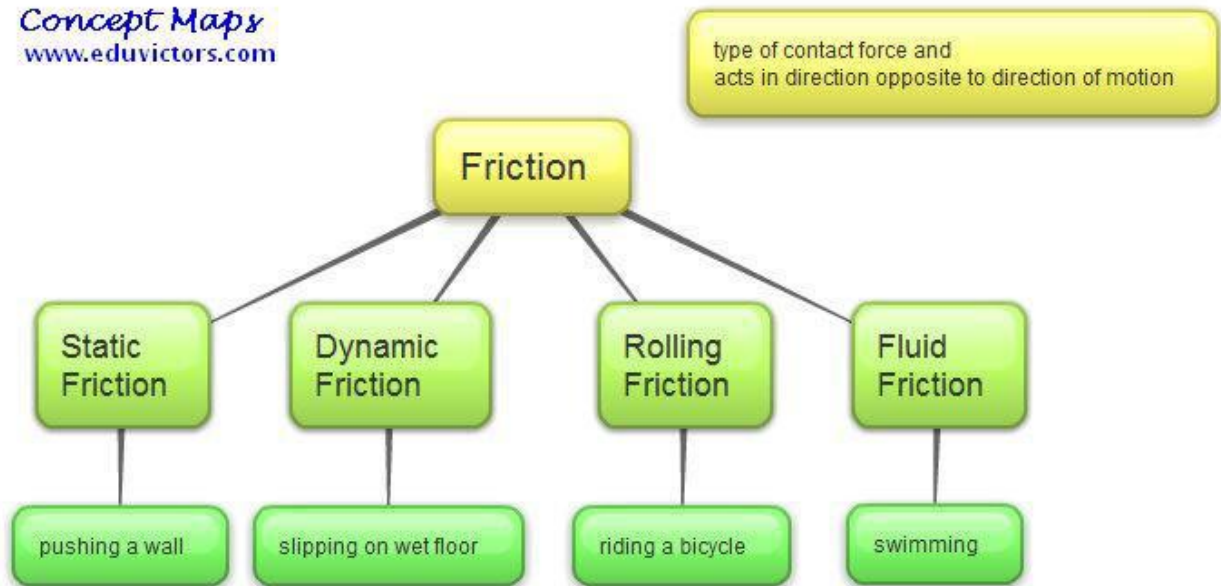 Concept Maps
www.eduvictors.com
type of contact force and
acts in direction opposite to direction of motion
Friction
Static
Friction
Dynamic
Friction
Rolling
Friction
Fluid
Friction
pushing a wall
slipping on wet floor
riding a bicycle
swimming